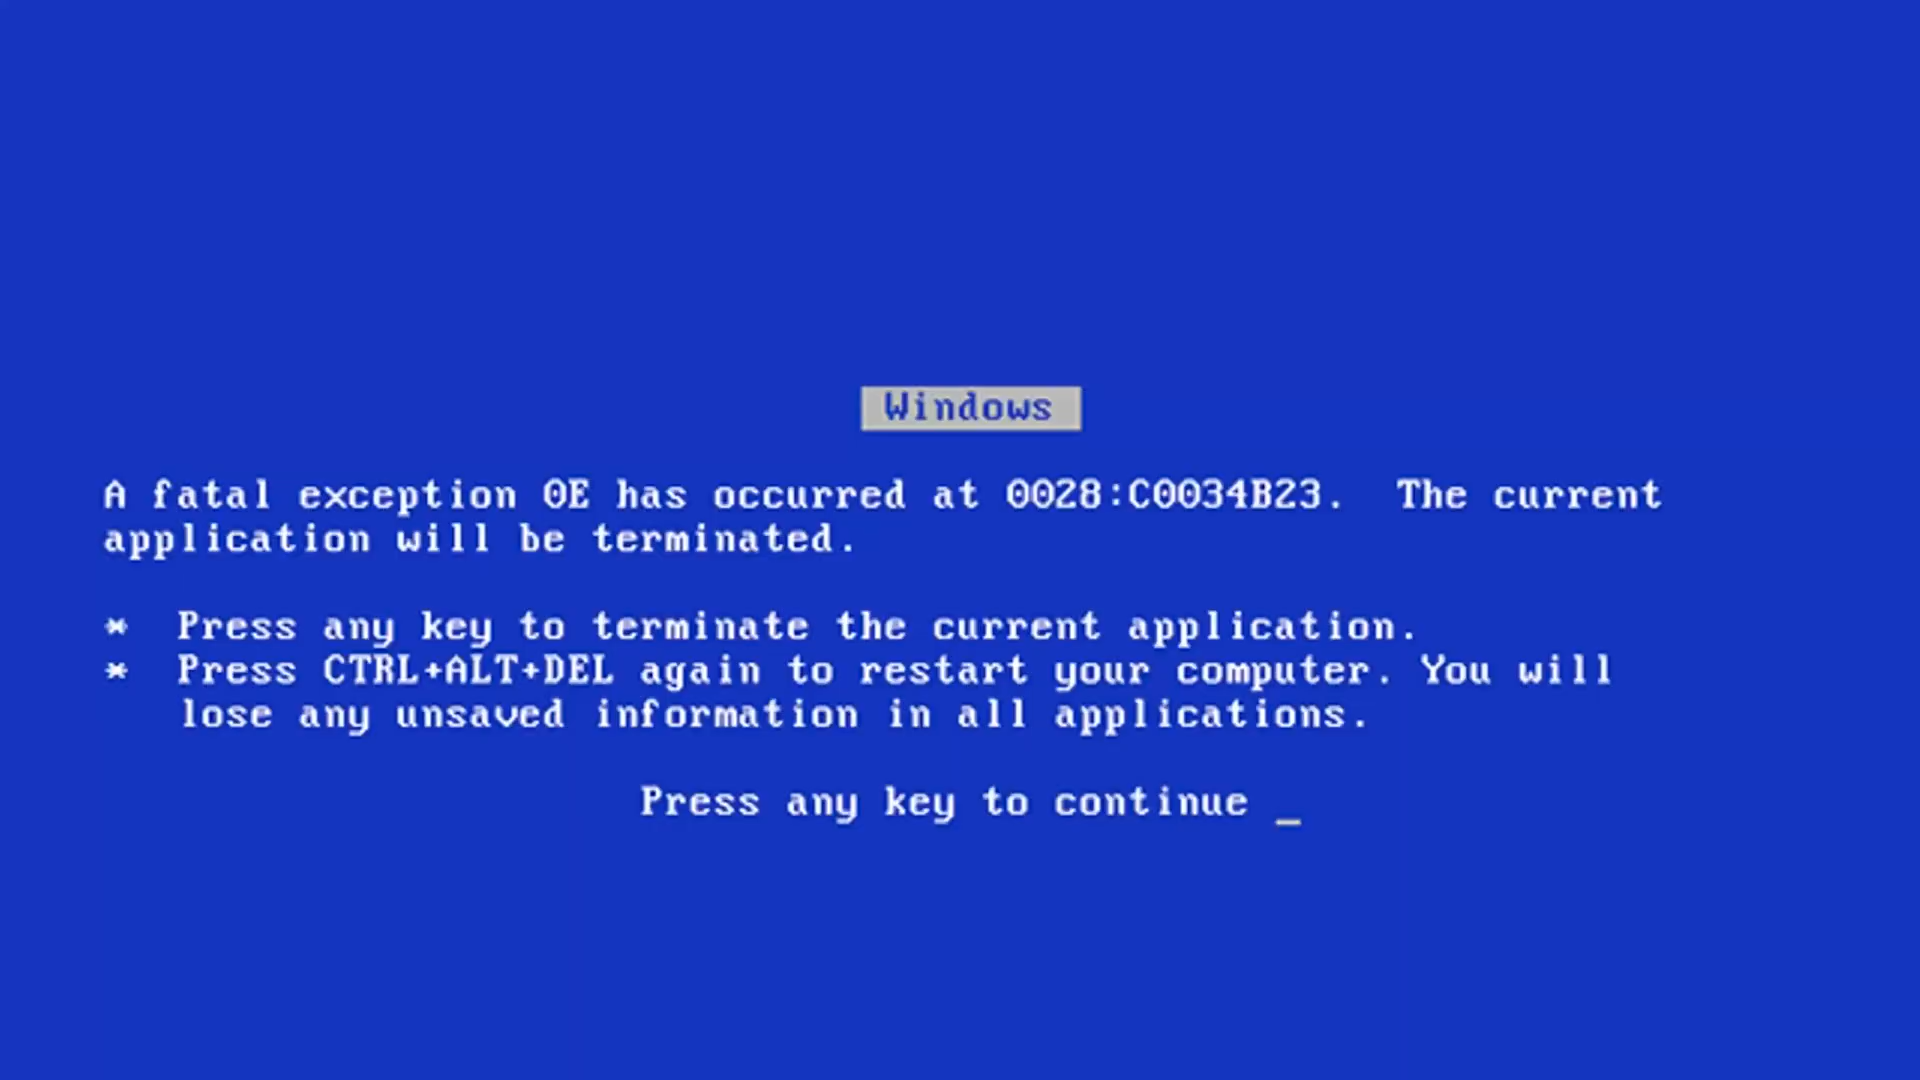 Windows
A fatal exception 0E has occurred at 0028:C0034B23.  The current
application will be terminated.
*  Press any key to terminate the current application.
*  Press CTRL+ALT+DEL again to restart your computer. You will
lose any unsaved information in all applications.
Press any key to continue _